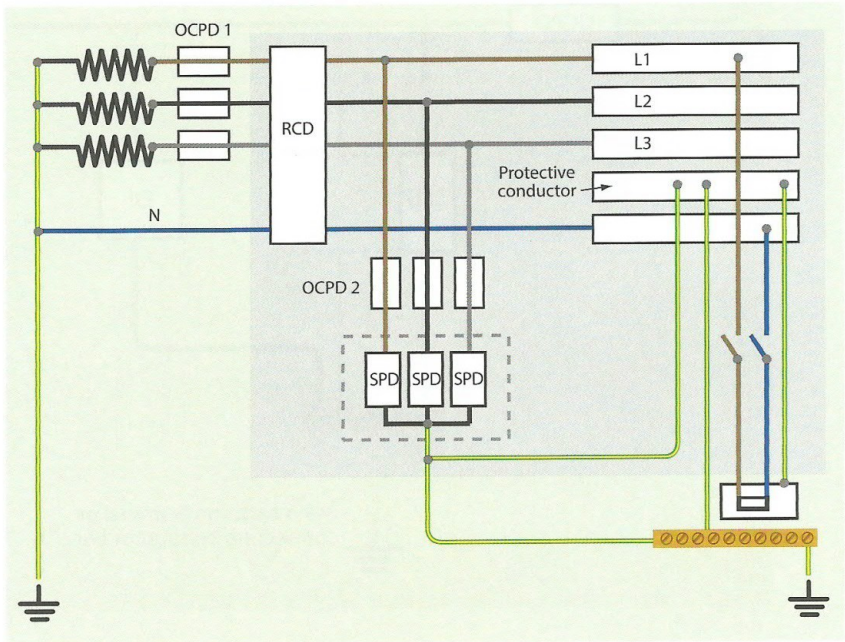 OCPD 1
L1
L2
RCD
L3
Protective
conductor
N
OCPD 2
SPD
SPD
SPD